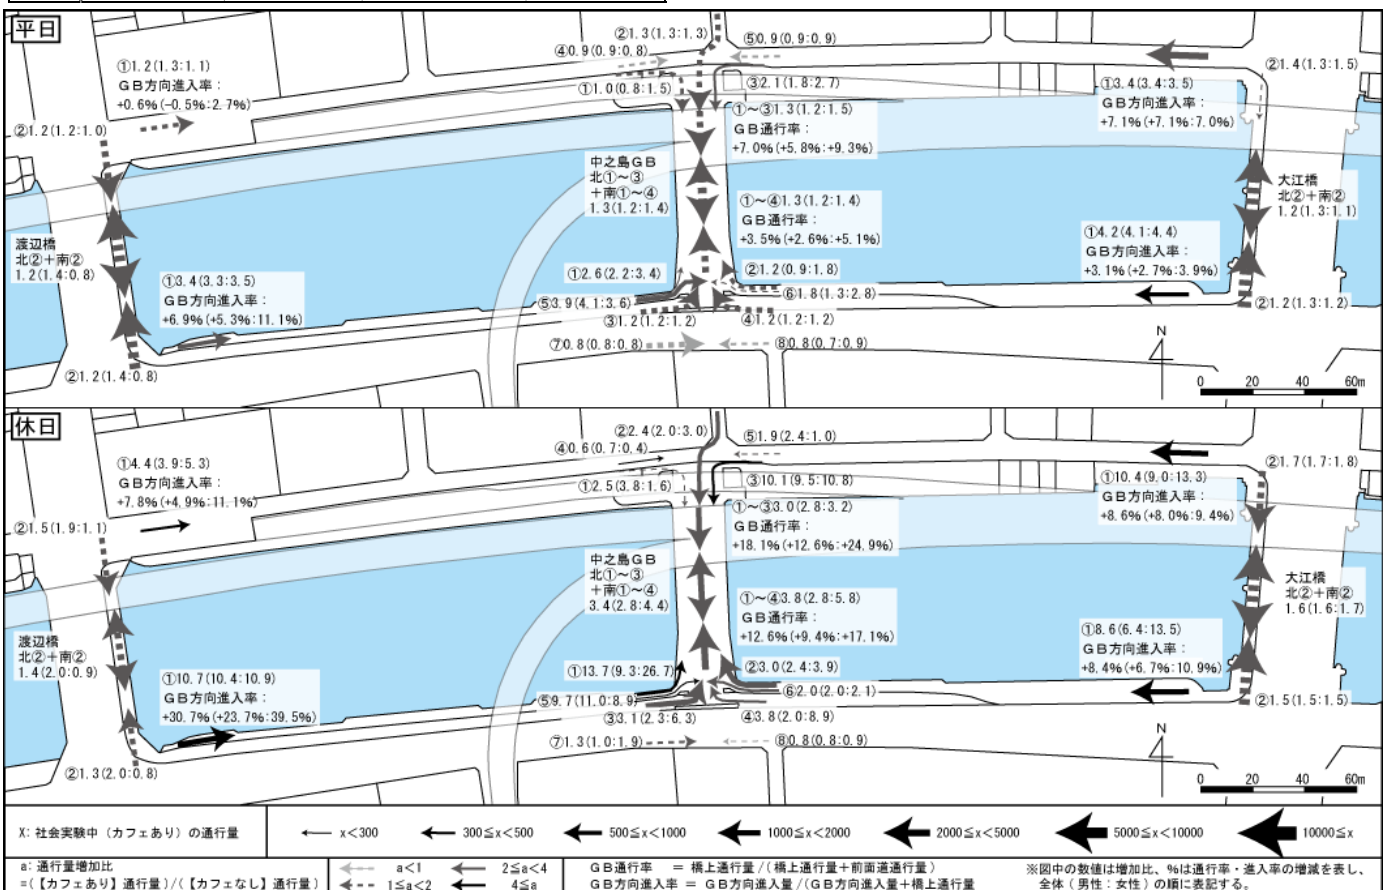 平日
②1.3(1.3:1.3)
⑤0.9(0.9:0.9)
④0.9(0.9:0.8)
①1.2(1.3:1.1)
GB方向進入率：
+0.6%(-0.5%:2.7%)
①1.0(0.8:1.5)
③2.1(1.8:2.7)
①3.4(3.4:3.5)
GB方向進入率：
+7.1%(+7.1%:7.0%)
②1.4(1.3:1.5)
②1.2(1.2:1.0)
①～③1.3(1.2:1.5)
GB通行率：
+7.0%(+5.8%:+9.3%)
中之島GB
北①～③
+南①～④
1.3(1.2:1.4)
大江橋
北②+南②
1.2(1.3:1.1)
①～④1.3(1.2:1.4)
GB通行率：
+3.5%(+2.6%:+5.1%)
渡辺橋
北②+南②
1.2(1.4:0.8)
①4.2(4.1:4.4)
GB方向進入率：
+3.1%(+2.7%:3.9%)
①3.4(3.3:3.5)
GB方向進入率：
+6.9%(+5.3%:11.1%)
①2.6(2.2:3.4)
②1.2(0.9:1.8)
⑤3.9(4.1:3.6)
⑥1.8(1.3:2.8)
③1.2(1.2:1.2)
④1.2(1.2:1.2)
②1.2(1.3:1.2)
⑦0.8(0.8:0.8)
⑧0.8(0.7:0.9)
②1.2(1.4:0.8)
N
0 20 40 60m
休日
②2.4(2.0:3.0)
⑤1.9(2.4:1.0)
④0.6(0.7:0.4)
①4.4(3.9:5.3)
GB方向進入率：
+7.8%(+4.9%:11.1%)
①2.5(3.8:1.6)
③10.1(9.5:10.8)
①10.4(9.0:13.3)
GB方向進入率：
+8.6%(+8.0%:9.4%)
②1.7(1.7:1.8)
②1.5(1.9:1.1)
①～③3.0(2.8:3.2)
GB通行率：
+18.1%(+12.6%:+24.9%)
中之島GB
北①～③
+南①～④
3.4(2.8:4.4)
大江橋
北②+南②
1.6(1.6:1.7)
①～④3.8(2.8:5.8)
GB通行率：
+12.6%(+9.4%:+17.1%)
渡辺橋
北②+南②
1.4(2.0:0.9)
①8.6(6.4:13.5)
GB方向進入率：
+8.4%(+6.7%:10.9%)
①10.7(10.4:10.9)
GB方向進入率：
+30.7%(+23.7%:39.5%)
①13.7(9.3:26.7)
②3.0(2.4:3.9)
⑤9.7(11.0:8.9)
⑥2.0(2.0:2.1)
③3.1(2.3:6.3)
④3.8(2.0:8.9)
②1.5(1.5:1.5)
⑦1.3(1.0:1.9)
⑧0.8(0.8:0.9)
②1.3(2.0:0.8)
N
0 20 40 60m
X：社会実験中（カフェあり）の通行量
x<300
300≦x<500
500≦x<1000
1000≦x<2000
2000≦x<5000
5000≦x<10000
10000≦x
a：通行量増加比
=(【カフェあり】通行量)/(【カフェなし】通行量)
a<1
2≦a<4
1≦a<2
4≦a
GB通行率 ＝ 橋上通行量/(橋上通行量+前面道通行量)
GB方向進入率 ＝ GB方向進入量/(GB方向進入量+橋上通行量
※図中の数値は増加比、%は通行率・進入率の増減を表し、
全体(男性：女性)の順に表記する。